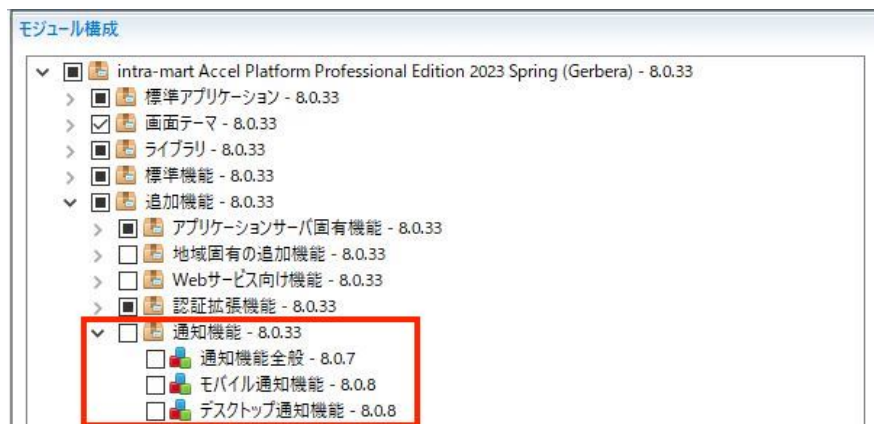 モジュール構成
intra-mart Accel Platform Professional Edition 2023 Spring (Gerbera) - 8.0.33
標準アプリケーション - 8.0.33
画面テーマ - 8.0.33
ライブラリ - 8.0.33
標準機能 - 8.0.33
追加機能 - 8.0.33
アプリケーションサーバ固有機能 - 8.0.33
地域固有の追加機能 - 8.0.33
Webサービス向け機能 - 8.0.33
認証拡張機能 - 8.0.33
通知機能 - 8.0.33
通知機能全般 - 8.0.7
モバイル通知機能 - 8.0.8
デスクトップ通知機能 - 8.0.8